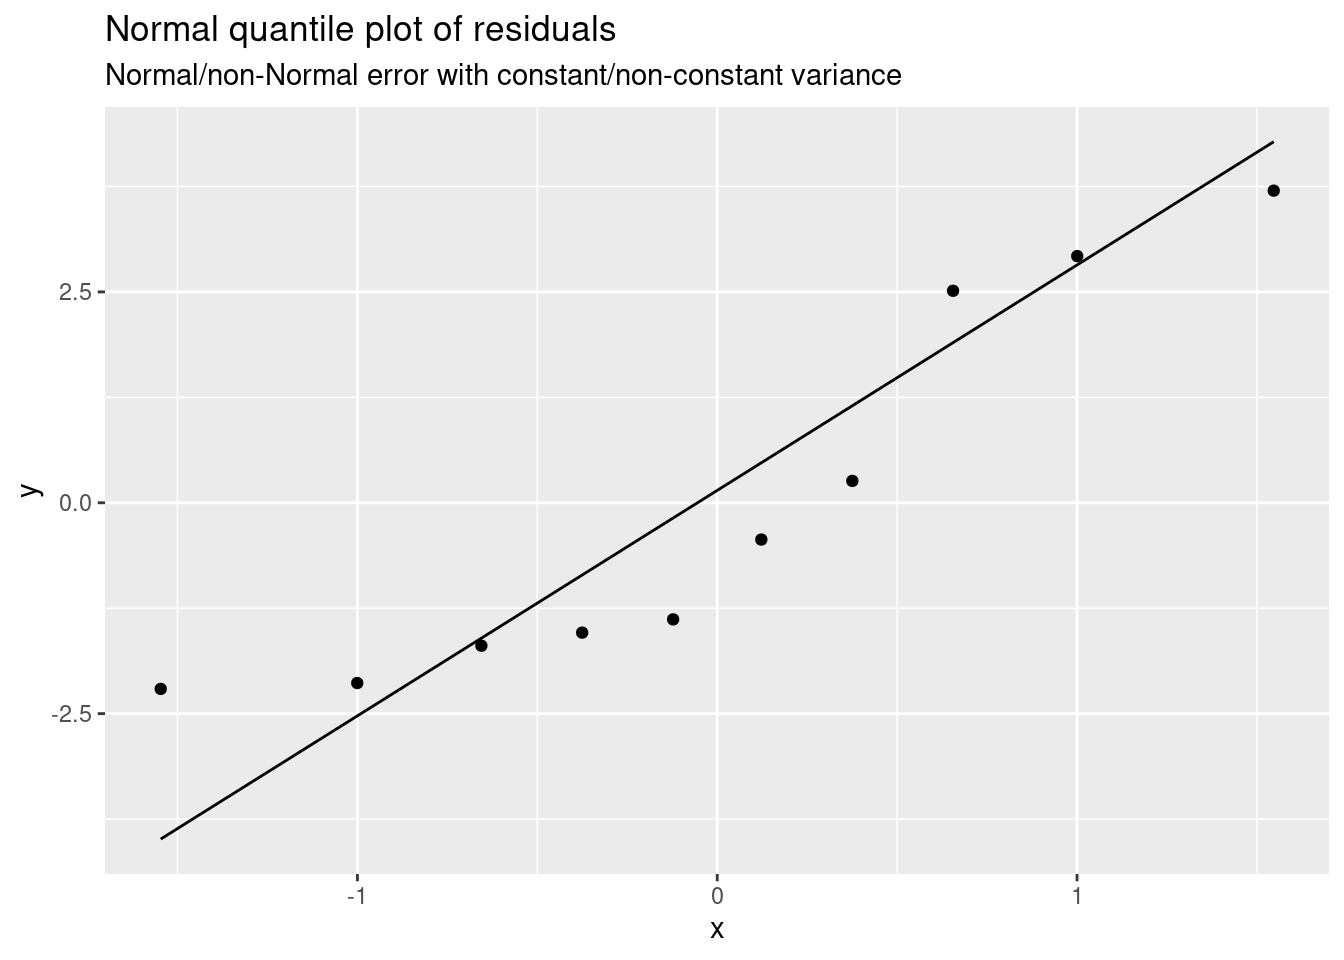 Normal quantile plot of residuals
Normal/non-Normal error with constant/non-constant variance
y
2.5
0.0
-2.5
-1
0
1
x